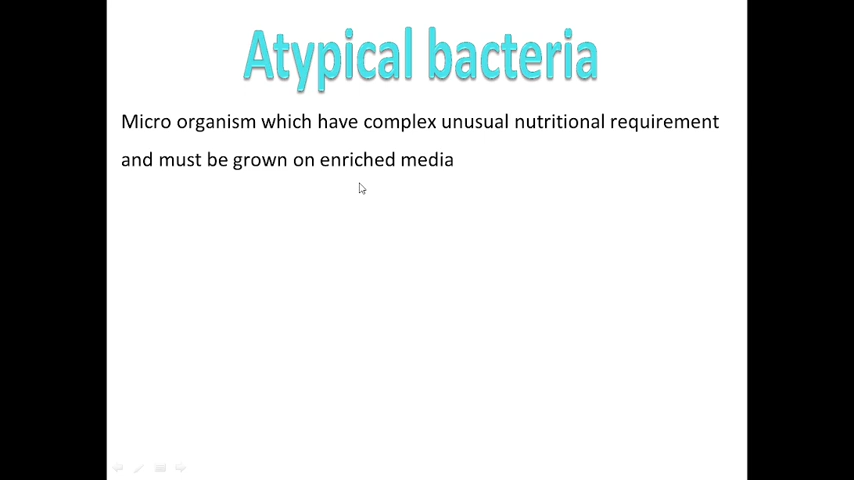 Atypical bacteria
Micro organism which have complex unusual nutritional requirement
and must be grown on enriched media